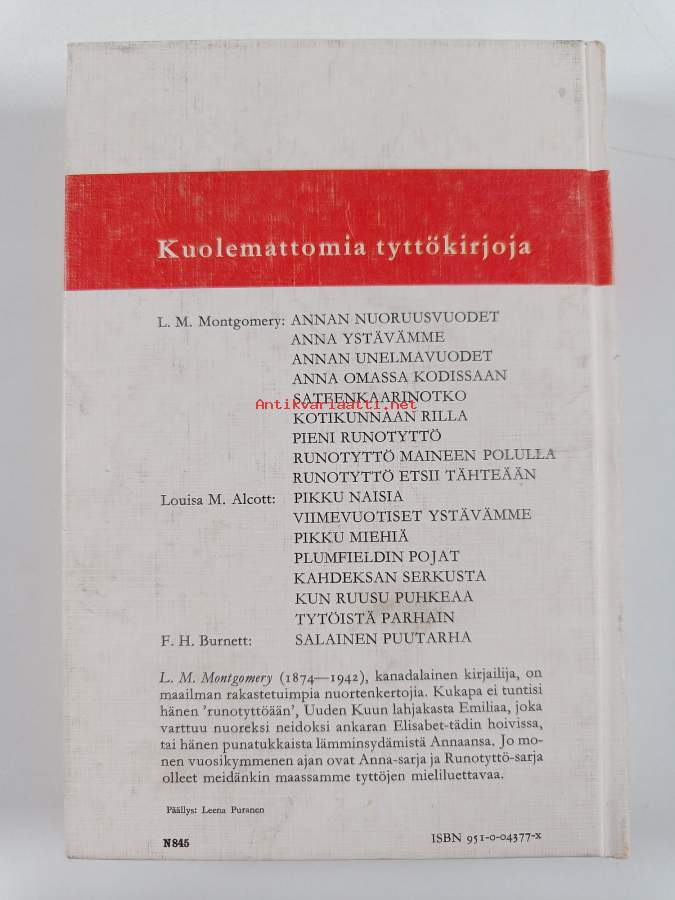 Kuolemattomia tyttökirjoja
L. M. Montgomery: ANNAN NUORUUSVUODET
ANNA YSTÄVÄMME
ANNAN UNELMAVUODET
ANNA OMASSA KODISSAAN
SATEENKAARINOTKO
Antikvariaatti.net
KOTIKUNNAAN RILLA
PIENI RUNOTYTTÖ
RUNOTYTTÖ MAINEEN POLULLA
RUNOTYTTÖ ETSII TÄHTEÄÄN
Louisa M. Alcott: PIKKU NAISIA
VIIMEVUOTISET YSTÄVÄMME
PIKKU MIEHIÄ
PLUMFIELDIN POJAT
KAHDEKSAN SERKUSTA
KUN RUUSU PUHKEAA
TYTÖISTÄ PARHAIN
F. H. Burnett: SALAINEN PUUTARHA
L. M. Montgomery (1874—1942), kanadalainen kirjailija, on
maailman rakastetuimpia nuortenkertojia. Kukapa ei tuntisi
hänen 'runotyttöään', Uuden Kuun lahjakasta Emiliaa, joka
varttuu nuoreksi neidoksi ankaran Elisabet-tädin hoivissa,
tai hänen punatukkaista lämminsydämistä Annaansa. Jo mo-
nen vuosikymmenen ajan ovat Anna-sarja ja Runotyttö-sarja
olleet meidänkin maassamme tyttöjen mieliluettavaa.
Päällys: Leena Puranen
N845
ISBN 951-0-04377-x